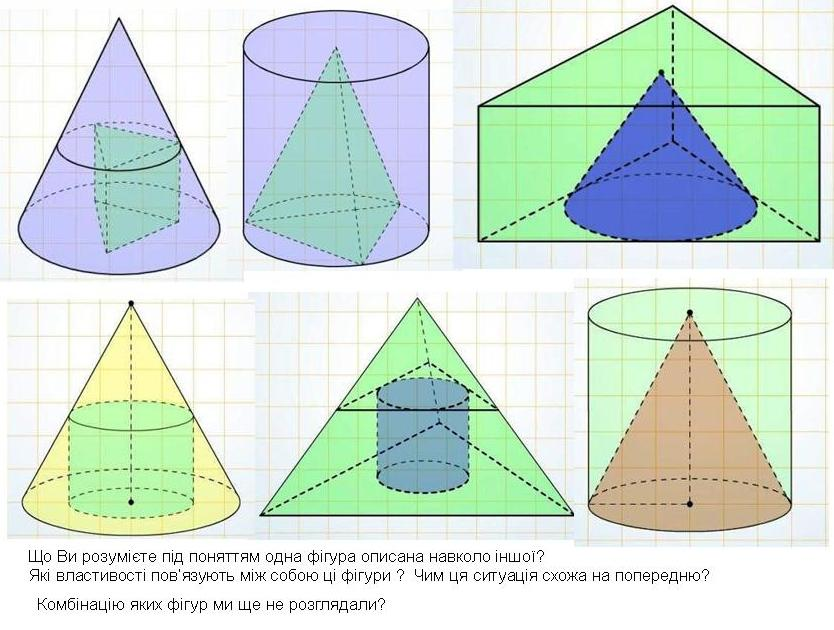 Що Ви розумієте під поняттям одна фігура описана навколо іншої?
Які властивості пов'язують між собою ці фігури ? Чим ця ситуація схожа на попередню?
Комбінацію яких фігур ми ще не розглядали?